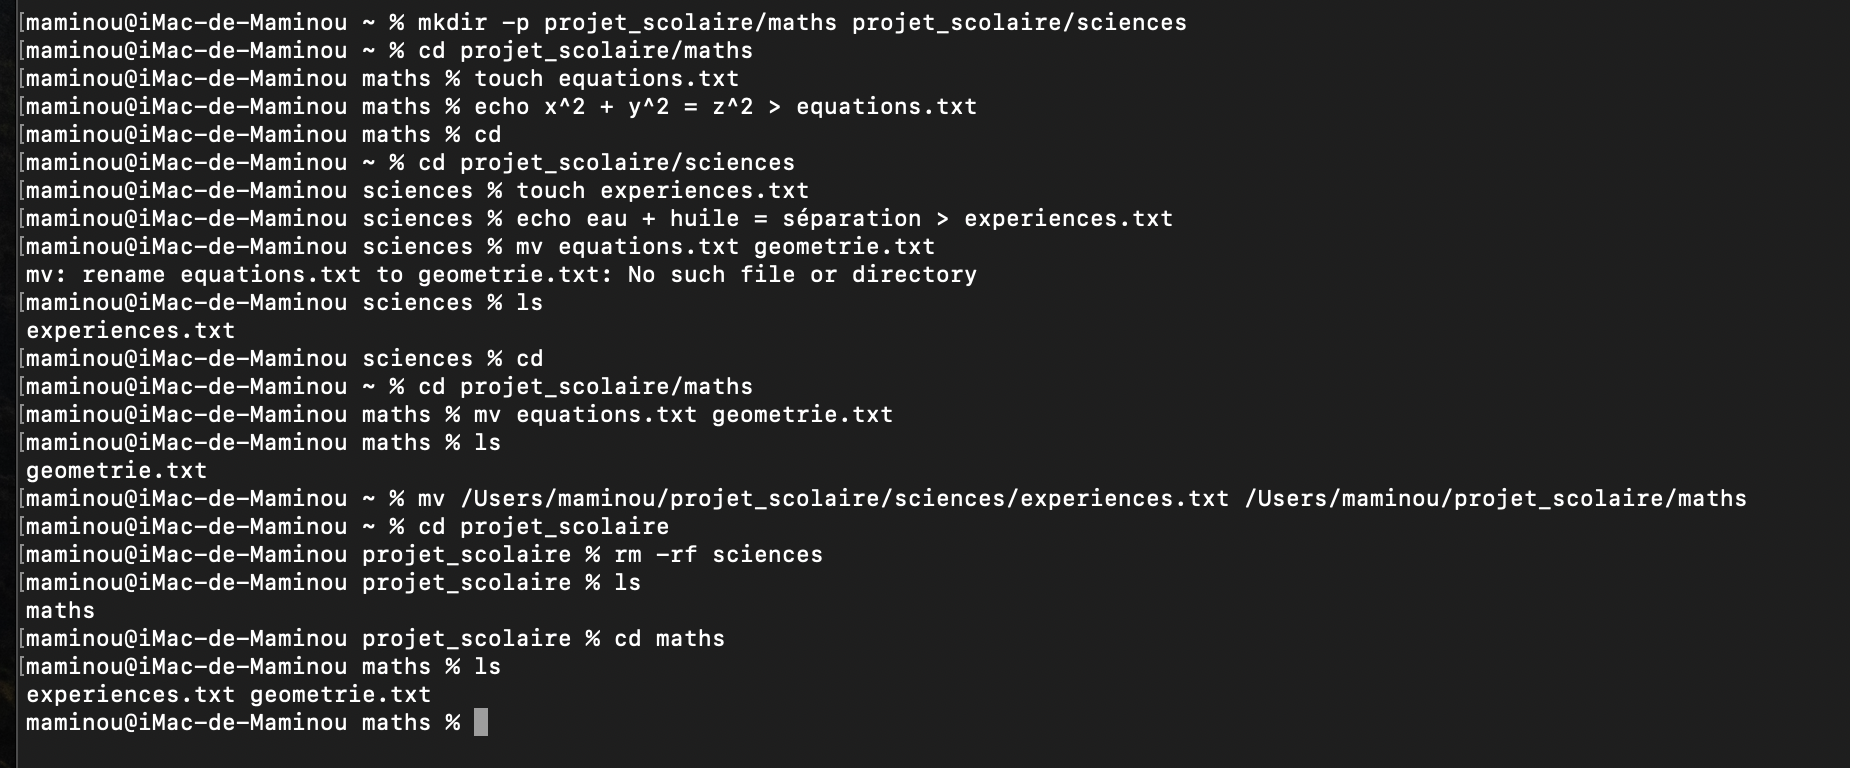 [maminou@iMac-de-Maminou ~ % mkdir -p projet_scolaire/maths projet_scolaire/sciences
[maminou@iMac-de-Maminou ~ % cd projet_scolaire/maths
[maminou@iMac-de-Maminou maths % touch equations.txt
[maminou@iMac-de-Maminou maths % echo x^2 + y^2 = z^2 > equations.txt
[maminou@iMac-de-Maminou maths % cd
[maminou@iMac-de-Maminou ~ % cd projet_scolaire/sciences
[maminou@iMac-de-Maminou sciences % touch experiences.txt
[maminou@iMac-de-Maminou sciences % echo eau + huile = séparation > experiences.txt
[maminou@iMac-de-Maminou sciences % mv equations.txt geometrie.txt
mv: rename equations.txt to geometrie.txt: No such file or directory
[maminou@iMac-de-Maminou sciences % ls
experiences.txt
[maminou@iMac-de-Maminou sciences % cd
[maminou@iMac-de-Maminou ~ % cd projet_scolaire/maths
[maminou@iMac-de-Maminou maths % mv equations.txt geometrie.txt
[maminou@iMac-de-Maminou maths % ls
geometrie.txt
[maminou@iMac-de-Maminou ~ % mv /Users/maminou/projet_scolaire/sciences/experiences.txt /Users/maminou/projet_scolaire/maths
[maminou@iMac-de-Maminou ~ % cd projet_scolaire
[maminou@iMac-de-Maminou projet_scolaire % rm -rf sciences
[maminou@iMac-de-Maminou projet_scolaire % ls
maths
[maminou@iMac-de-Maminou projet_scolaire % cd maths
[maminou@iMac-de-Maminou maths % ls
experiences.txt geometrie.txt
maminou@iMac-de-Maminou maths %